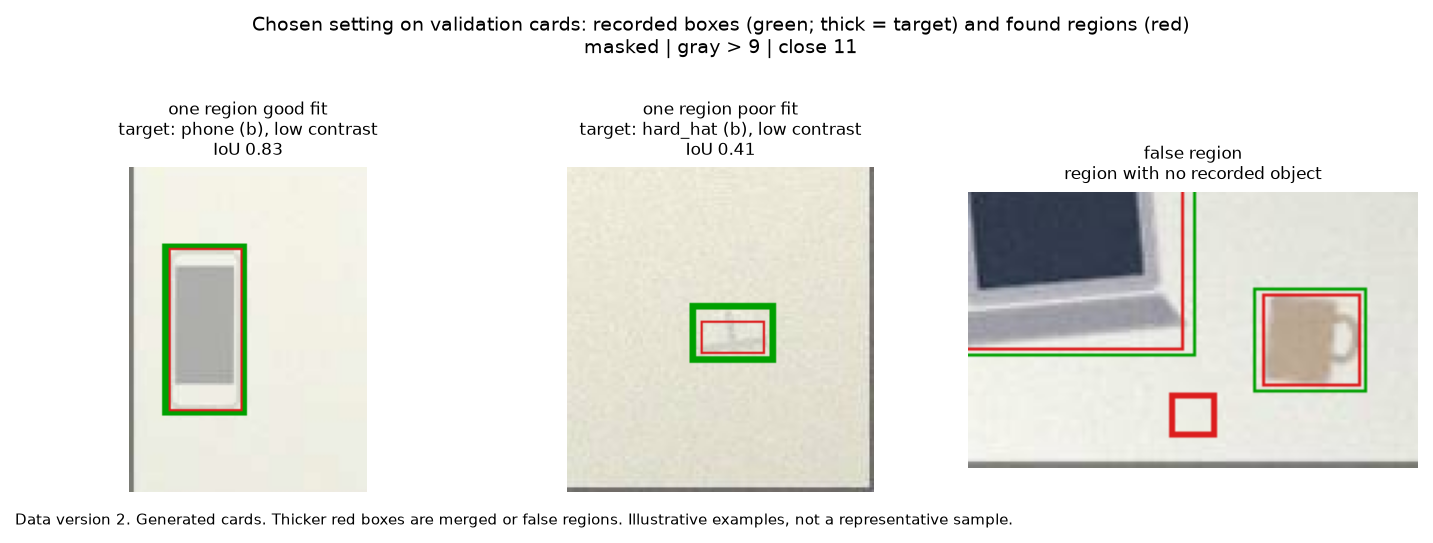 Chosen setting on validation cards: recorded boxes (green; thick = target) and found regions (red)
masked | gray > 9 | close 11
one region good fit
target: phone (b), low contrast
IoU 0.83
one region poor fit
target: hard_hat (b), low contrast
IoU 0.41
false region
region with no recorded object
Data version 2. Generated cards. Thicker red boxes are merged or false regions. Illustrative examples, not a representative sample.